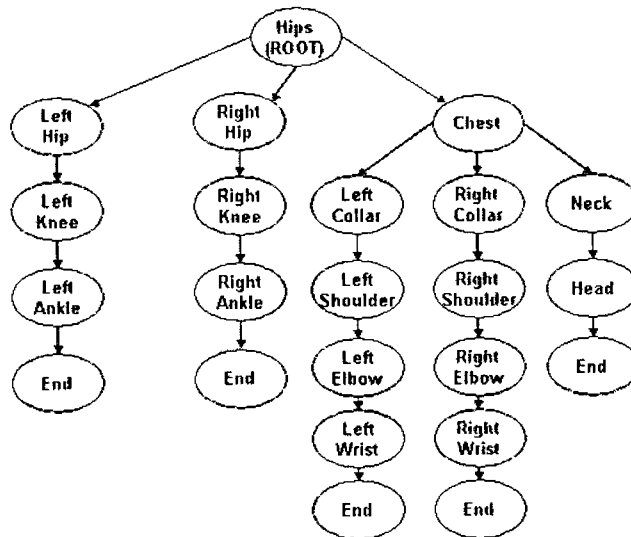 Hips
(ROOT)
Left
Hip
Right
Hip
Chest
Left
Knee
Right
Knee
Left
Collar
Right
Collar
Neck
Left
Ankle
Right
Ankle
Left
Shoulder
Right
Shoulder
Head
End
End
Left
Elbow
Right
Elbow
End
Left
Wrist
Right
Wrist
End
End